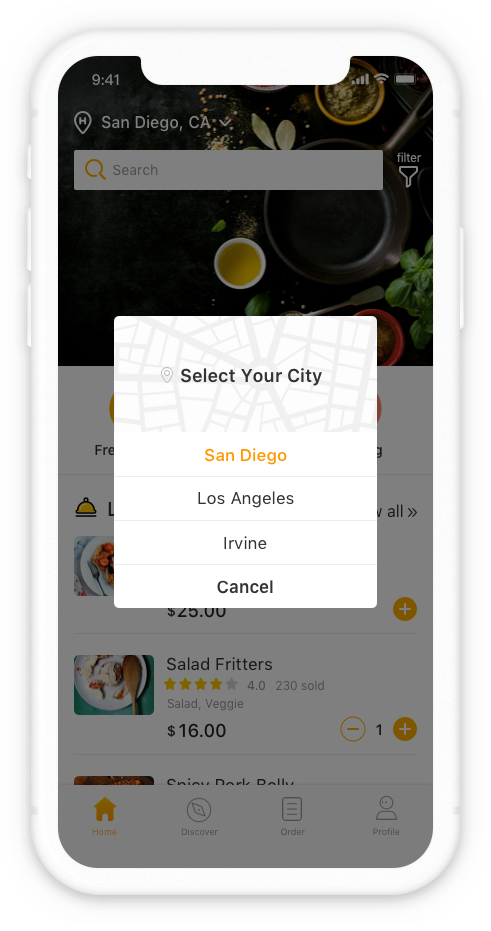 9:41
San Diego, CA
Search
filter
Select Your City
San Diego
Los Angeles
Irvine
Cancel
all »
$25.00
Salad Fritters
4.0 230 sold
Salad, Veggie
$16.00
1
Spicy Pork Belly
Home
Discover
Order
Profile